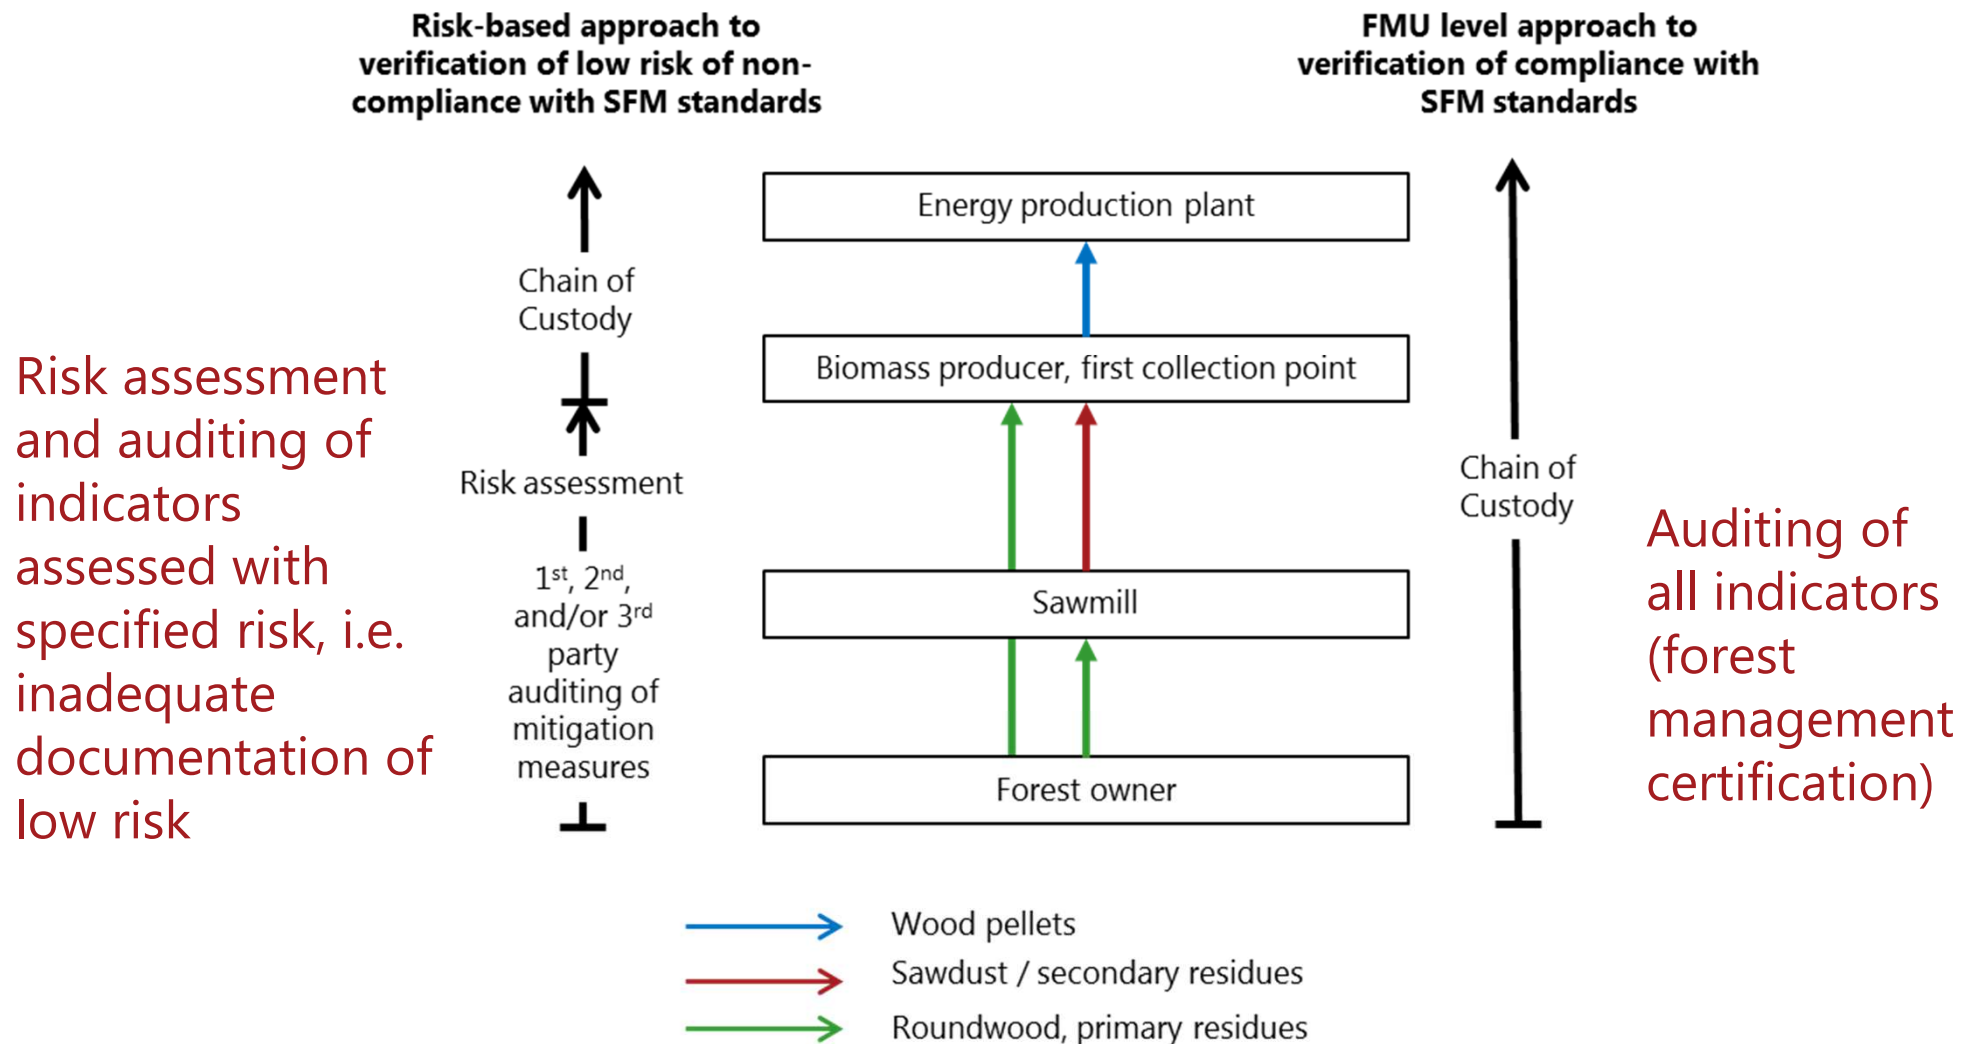 Risk-based approach to
verification of low risk of non-
compliance with SFM standards
FMU level approach to
verification of compliance with
SFM standards
Energy production plant
Chain of
Custody
Biomass producer, first collection point
Risk assessment
and auditing of
indicators
assessed with
specified risk, i.e.
inadequate
documentation of
low risk
Risk assessment
1st, 2nd,
and/or 3rd
party
auditing of
mitigation
measures
Sawmill
Forest owner
Chain of
Custody
Auditing of
all indicators
(forest
management
certification)
Wood pellets
Sawdust / secondary residues
Roundwood, primary residues